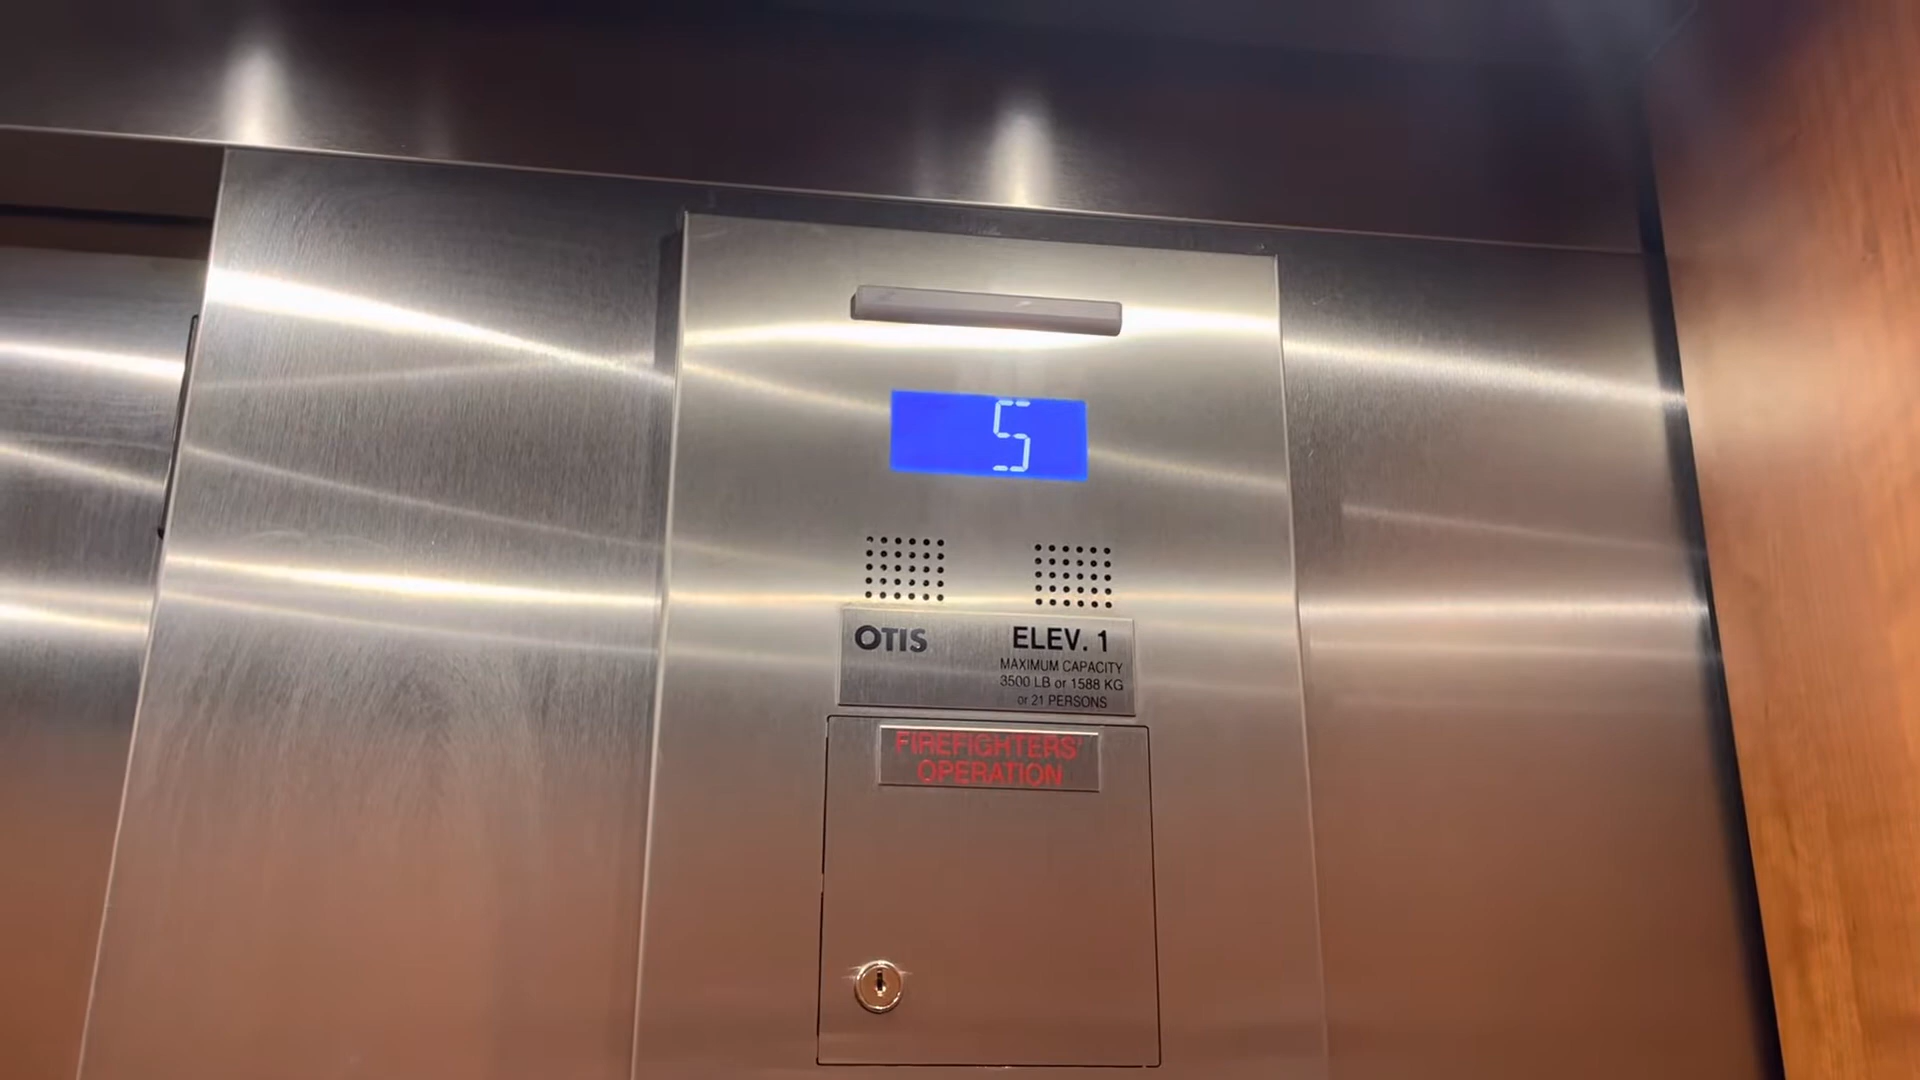 5
OTIS
ELEV. 1
MAXIMUM CAPACITY
3500 LB or 1588 KG
or 21 PERSONS
FIREFIGHTERS'
OPERATION